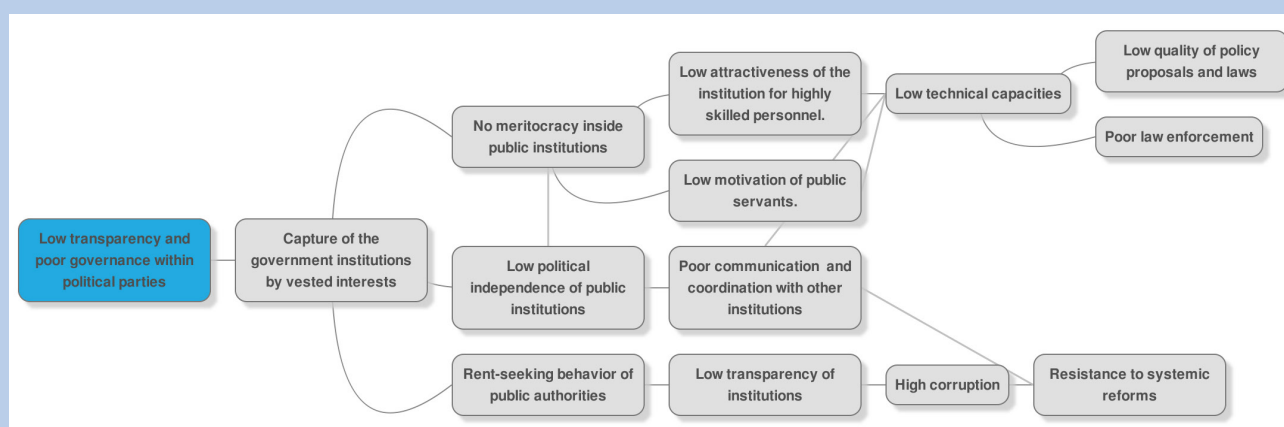 Low transparency and
poor governance within
political parties
Capture of the
government institutions
by vested interests
No meritocracy inside
public institutions
Low political
independence of public
institutions
Rent-seeking behavior of
public authorities
Low attractiveness of the
institution for highly
skilled personnel.
Low motivation of public
servants.
Poor communication and
coordination with other
institutions
Low transparency of
institutions
Low technical capacities
High corruption
Low quality of policy
proposals and laws
Poor law enforcement
Resistance to systemic
reforms